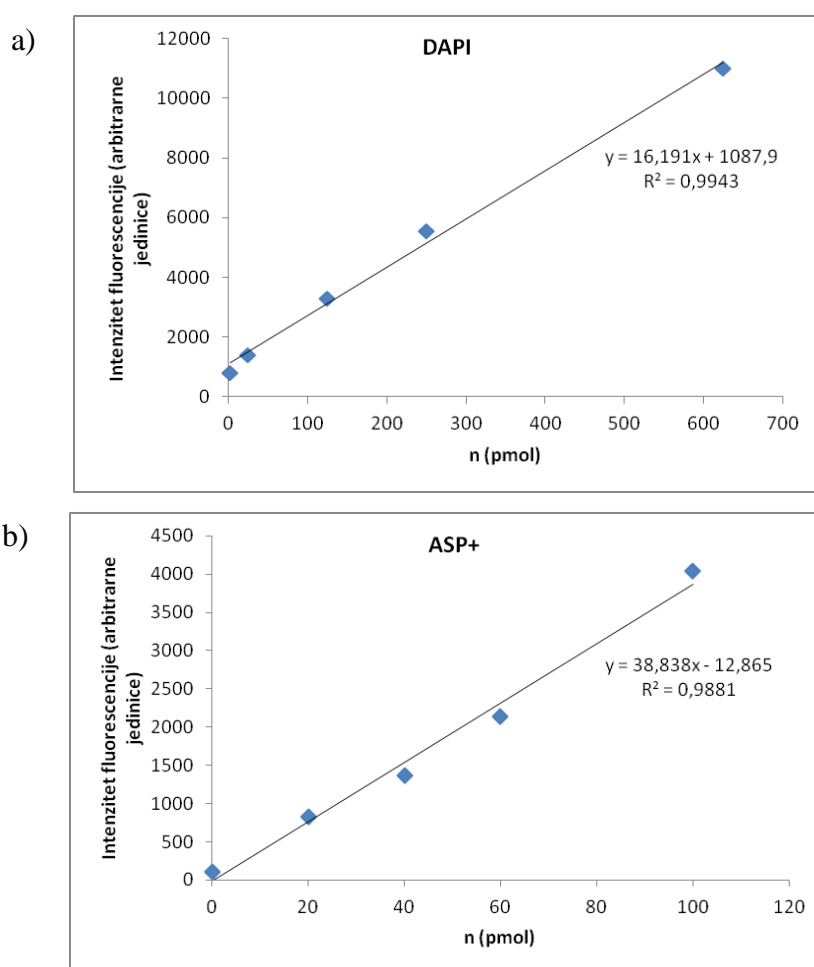 a)
DAPI
Intenzitet fluorescencije (arbitrarne
jedinice)
12000
10000
8000
6000
4000
2000
0
y = 16,191x + 1087,9
R² = 0,9943
0 100 200 300 400 500 600 700
n (pmol)
b)
ASP+
Intenzitet fluorescencije (arbitrarne
jedinice)
4500
4000
3500
3000
2500
2000
1500
1000
500
0
y = 38,838x - 12,865
R² = 0,9881
0 20 40 60 80 100 120
n (pmol)